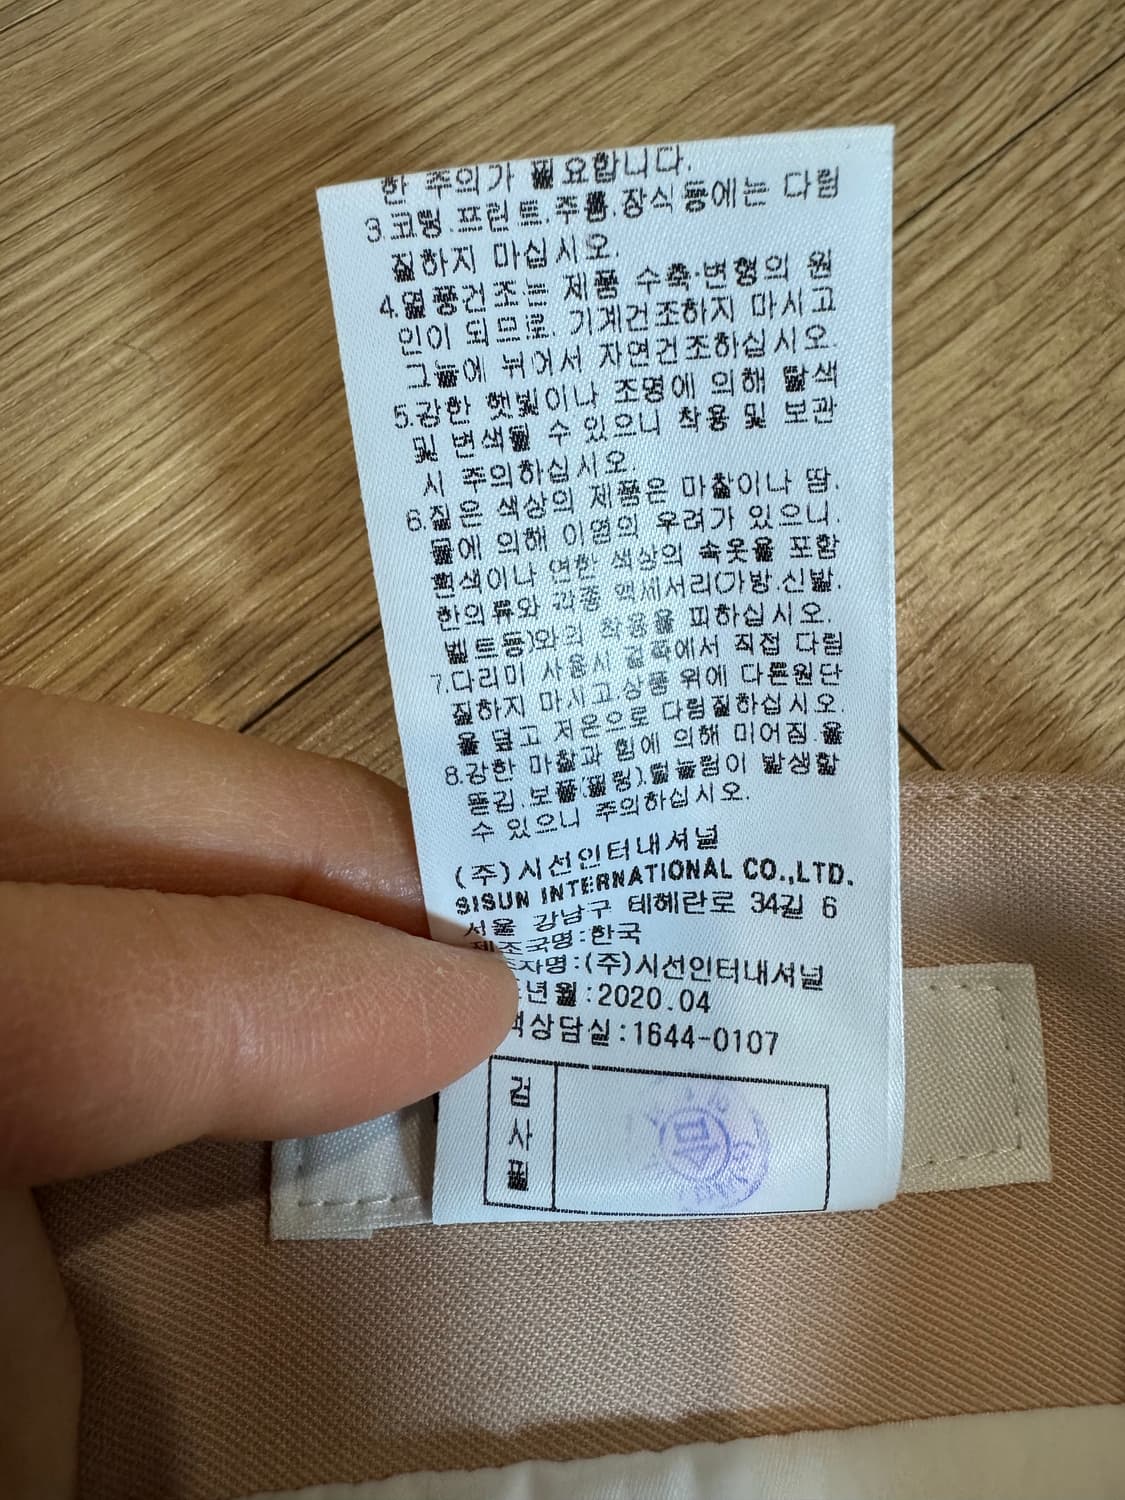 한 주의가 필요합니다.
3.코팅.프린트.주름.장식등에는 다림
질하지 마십시오.
4.열풍건조는 제품 수축·변형의 원
인이 되므로. 기계건조하지 마시고
그늘에 뉘어서 자연건조하십시오.
5.강한 햇빛이나 조명에 의해 탈색
및 변색될 수 있으니 착용 및 보관
시 주의하십시오.
6.짙은 색상의 제품은 마찰이나 땀.
물에 의해 이염의 우려가 있으니.
흰색이나 연한 색상의 속옷을 포함
한의류와 각종 액세서리(가방.신발.
벨트등)와의 착용을 피하십시오.
7.다리미 사용시 겉쪽에서 직접 다림
질하지 마시고.상품 위에 다른원단
을 덮고 저온으로 다림질하십시오.
8.강한 마찰과 힘에 의해 미어짐.올
뜯김.보풀(필링).털눌림이 발생할
수 있으니 주의하십시오.
(주)시선인터내셔널
SISUN INTERNATIONAL CO.,LTD.
서울 강남구 테헤란로 34길 6
제조국명:한국
자명:(주)시선인터내셔널
년월:2020.04
상담실:1644-0107
검
사
필